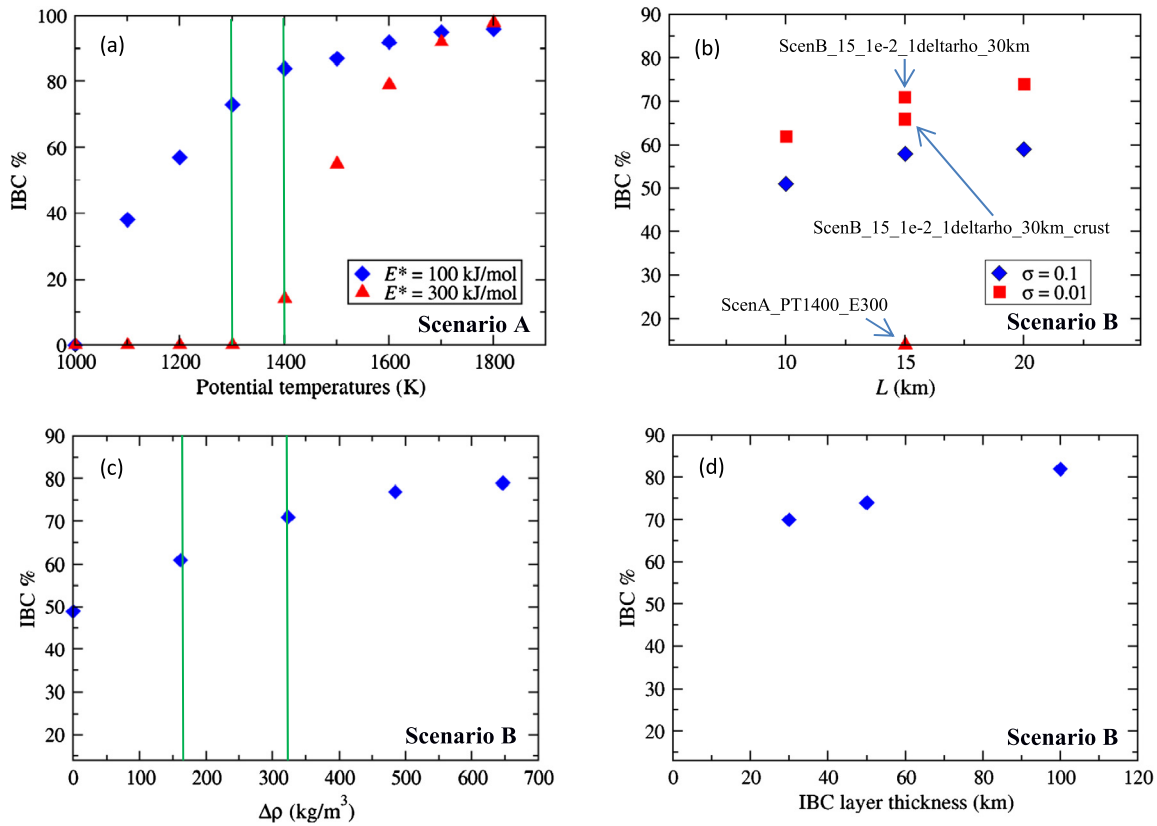 (a)
IBC %
100
80
60
40
20
0
1000
1200
1400
1600
1800
Potential temperatures (K)
E* = 100 kJ/mol
E* = 300 kJ/mol
Scenario A
(b)
IBC %
90
80
70
60
50
40
30
20
10
15
20
L (km)
ScenB_15_1e-2_1deltarho_30km
ScenB_15_1e-2_1deltarho_30km_crust
ScenA_PT1400_E300
σ = 0.1
σ = 0.01
Scenario B
(c)
IBC %
90
80
70
60
50
40
30
20
0
100
200
300
400
500
600
700
Δρ (kg/m³)
Scenario B
(d)
IBC %
90
80
70
60
50
40
30
20
0
20
40
60
80
100
120
IBC layer thickness (km)
Scenario B